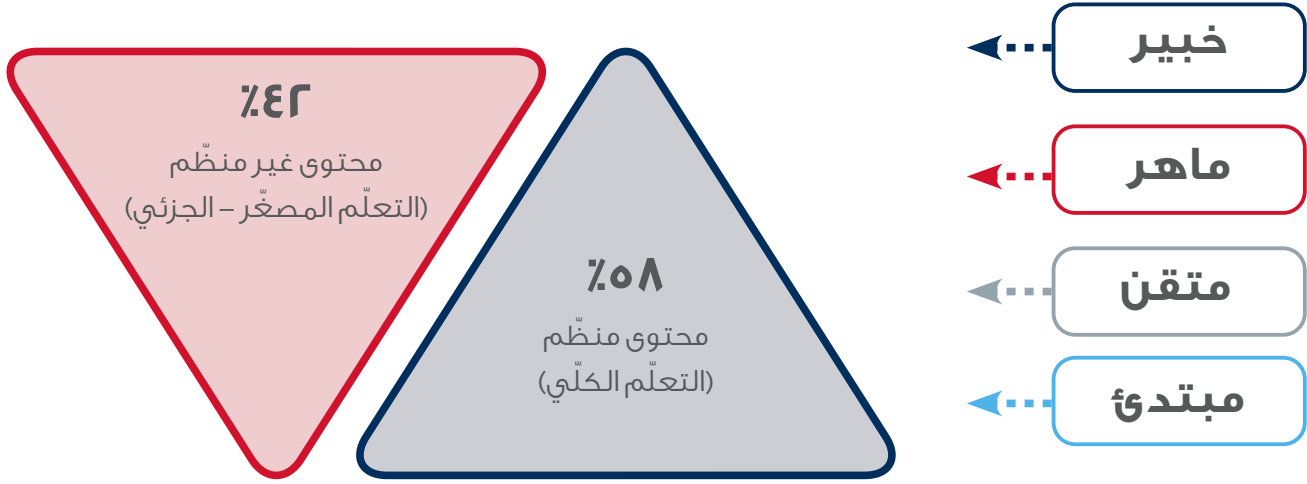 خبير
ماهر
متقن
مبتدئ
٥٨٪
محتوى منظّم
(التعلّم الكلّي)
٤٢٪
محتوى غير منظّم
(التعلّم المصغّر – الجزئي)